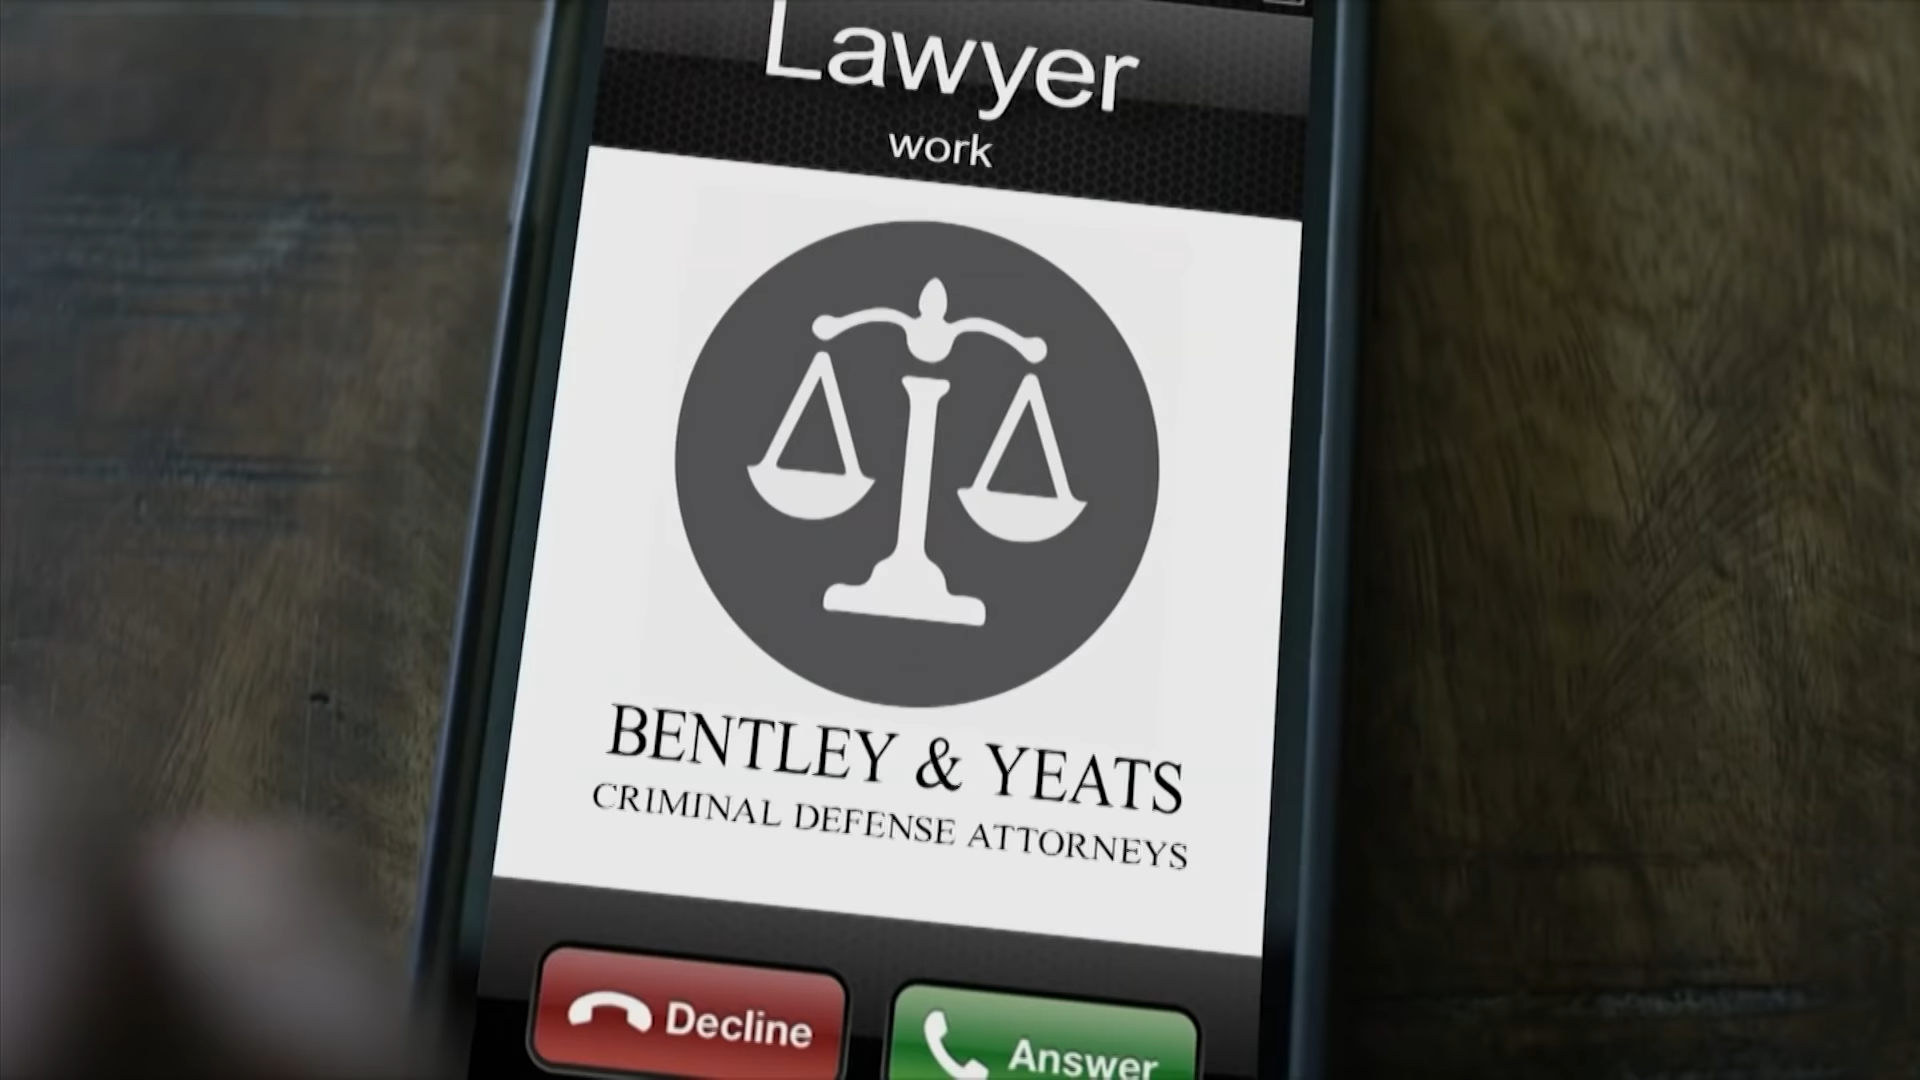 Lawyer
work
BENTLEY & YEATS
CRIMINAL DEFENSE ATTORNEYS
Decline
Answer